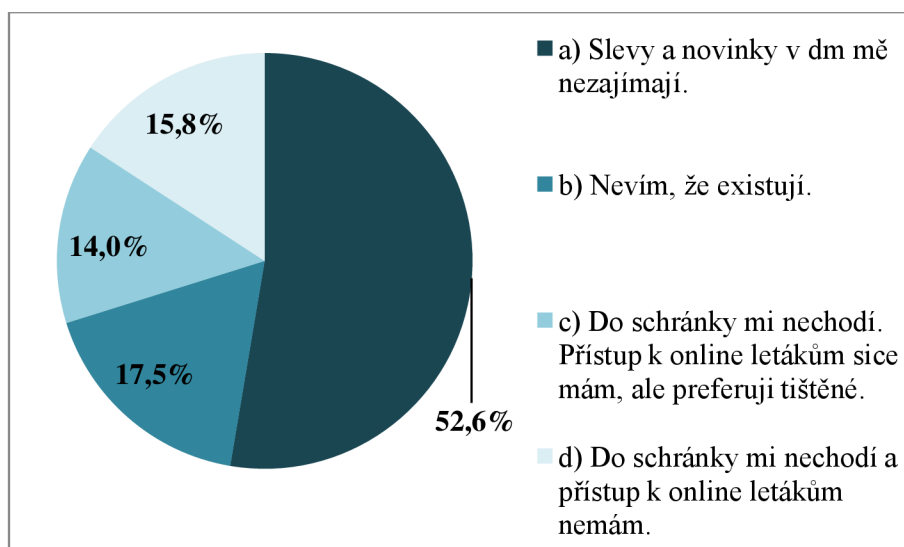 15,8%
14,0%
17,5%
52,6%
a) Slevy a novinky v dm mě
nezajímají.
b) Nevím, že existují.
c) Do schránky mi nechodí.
Přístup k online letákům sice
mám, ale preferuji tištěné.
d) Do schránky mi nechodí a
přístup k online letákům
nemám.